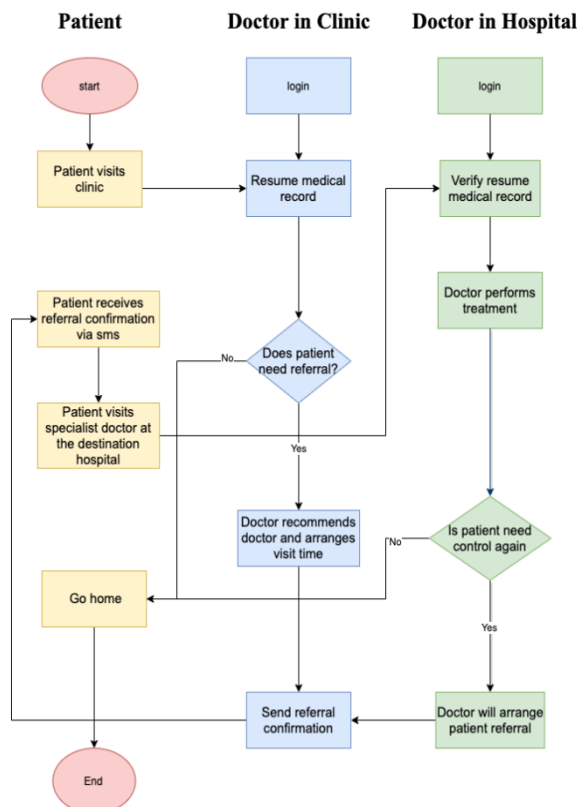 Patient
Doctor in Clinic
Doctor in Hospital
start
login
login
Patient visits
clinic
Resume medical
record
Verify resume
medical record
Patient receives
referral confirmation
via sms
Doctor performs
treatment
No
Does patient
need referral?
Patient visits
specialist doctor at
the destination
hospital
Yes
Doctor recommends
doctor and arranges
visit time
No
Is patient need
control again
Go home
Yes
Send referral
confirmation
Doctor will arrange
patient referral
End